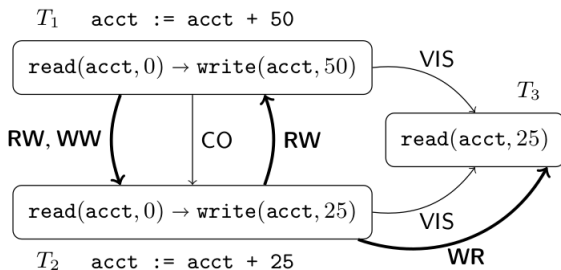 T₁ acct := acct + 50
read(acct, 0) → write(acct, 50)
VIS
T₃
RW, WW
CO
RW
read(acct, 25)
read(acct, 0) → write(acct, 25)
VIS
WR
T₂ acct := acct + 25